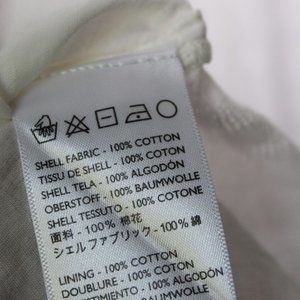 SHELL FABRIC - 100% COTTON
TISSU DE SHELL - 100% COTON
SHELL TELA - 100% ALGODÓN
OBERSTOFF - 100% BAUMWOLLE
SHELL TESSUTO - 100% COTONE
面料 - 100% 棉花
シェルファブリック - 100% 綿
LINING - 100% COTTON
DOUBLURE - 100% COTON
100% ALGODÓN
100% BAUMWOLLE